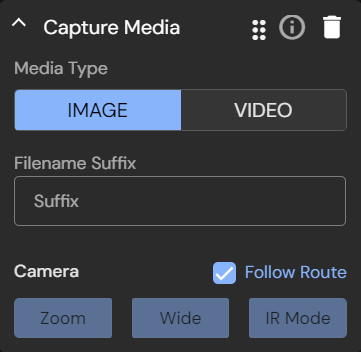 Capture Media
Media Type
IMAGE VIDEO
Filename Suffix
Suffix
Camera Follow Route
Zoom Wide IR Mode